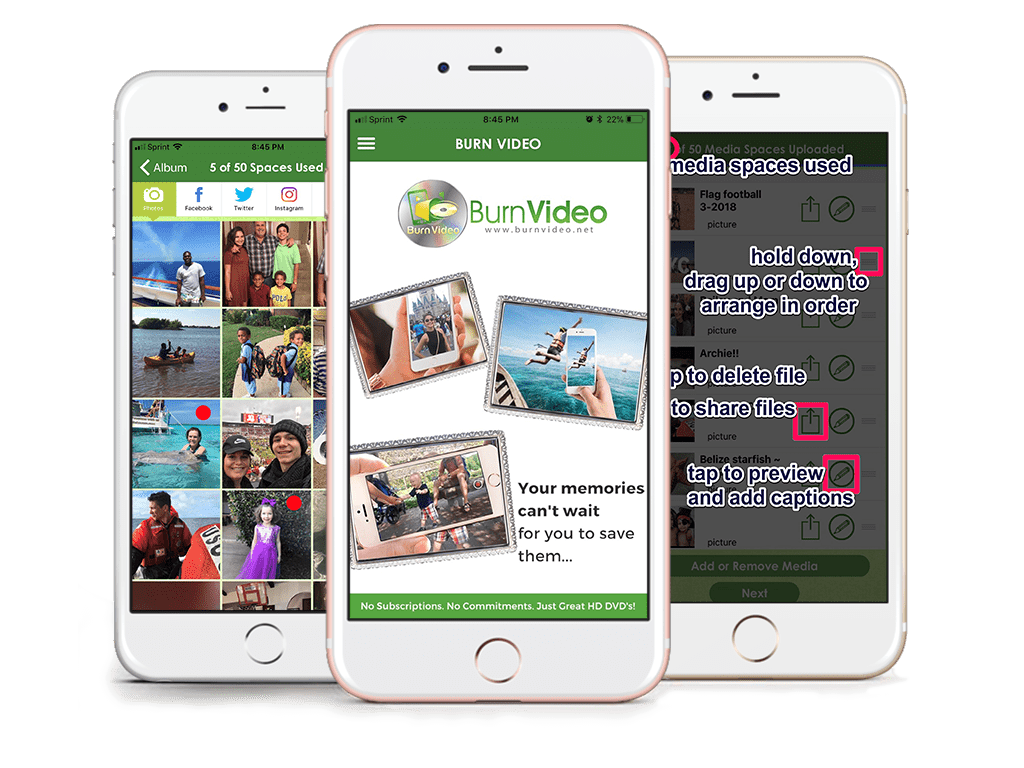 Sprint 8:45 PM
Album 5 of 50 Spaces Used
Photos Facebook Twitter Instagram
POLO
Sprint 8:45 PM 22%
BURN VIDEO
BurnVideo
BurnVideo
www.burnvideo.net
Your memories
can't wait
for you to save
them...
No Subscriptions. No Commitments. Just Great HD DVD's!
of 50 Media Spaces Uploaded
media spaces used
Flag football
3-2018
picture
hold down,
drag up or down to
arrange in order
picture
Archie!!
p to delete file
to share files
picture
Belize starfish ~
tap to preview
and add captions
picture
Add or Remove Media
Next